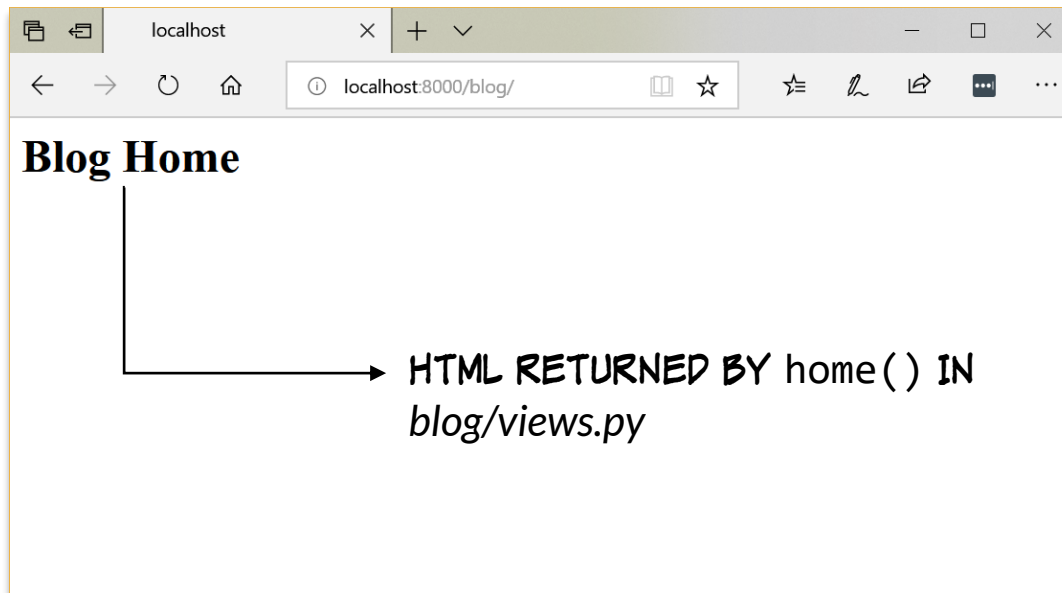 localhost
localhost:8000/blog/
Blog Home
HTML RETURNED BY home() IN
blog/views.py